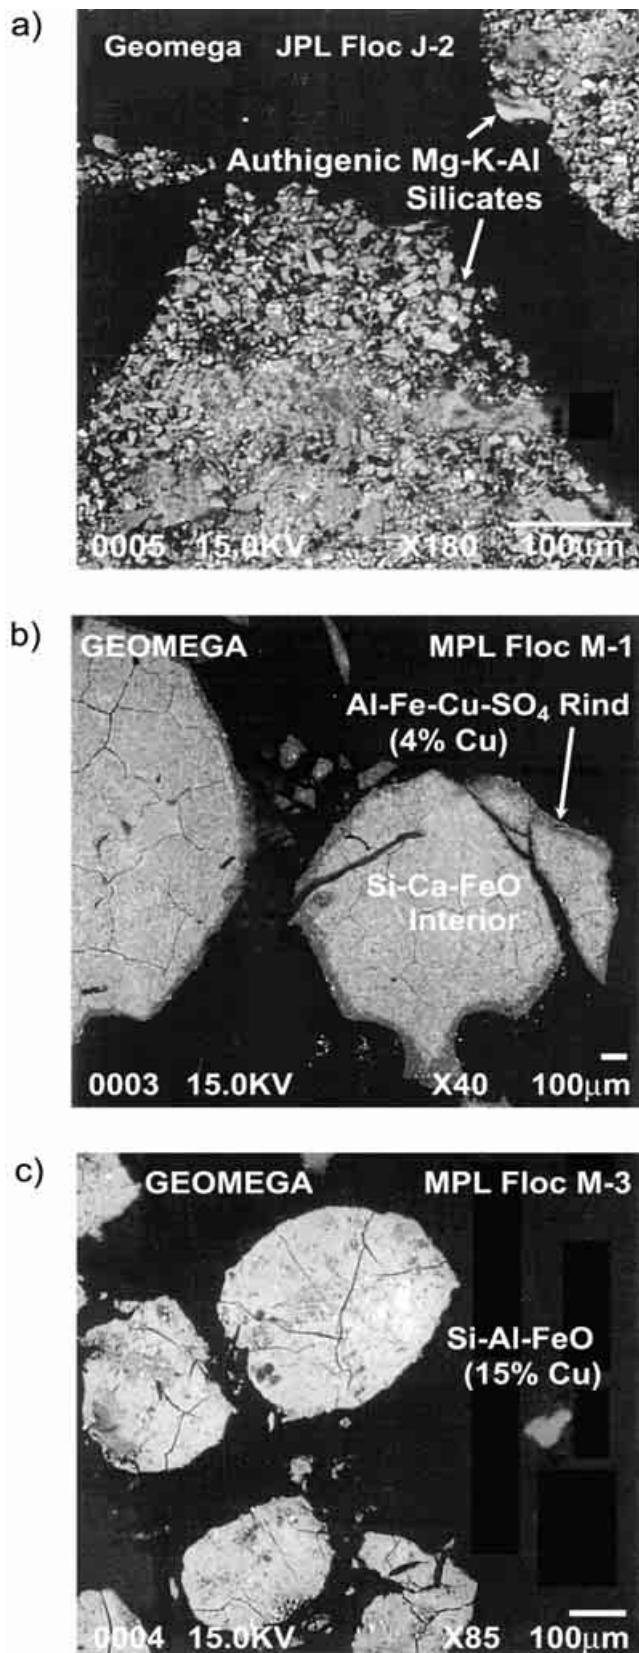 a)
Geomega JPL Floc J-2
Authigenic Mg-K-Al
Silicates
0005 15.0KV X180 100μm
b)
GEOMEGA MPL Floc M-1
Al-Fe-Cu-SO₄ Rind
(4% Cu)
Si-Ca-FeO
Interior
0003 15.0KV X40 100μm
c)
GEOMEGA MPL Floc M-3
Si-Al-FeO
(15% Cu)
0004 15.0KV X85 100μm